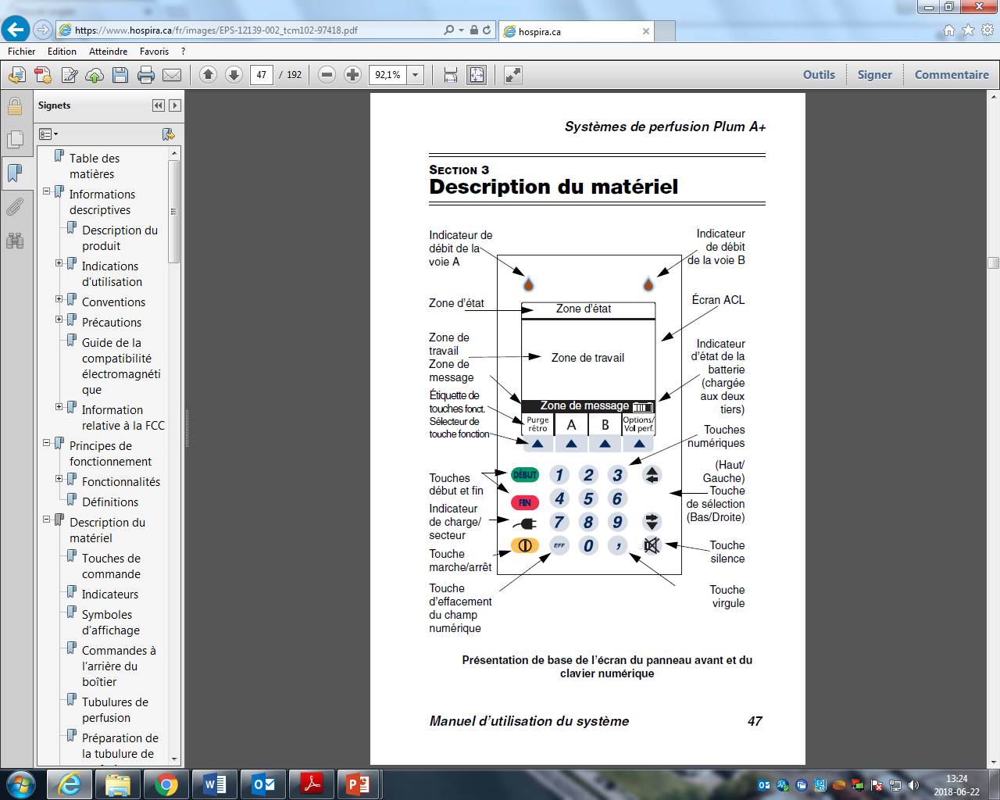 https://www.hospira.ca/fr/images/EPS-12139-002_tcm102-97418.pdf
hospira.ca
Fichier Edition Atteindre Favoris ?
47 / 192
92,1%
Outils Signer Commentaire
Signets
Table des
matières
Informations
descriptives
Description du
produit
Indications
d'utilisation
Conventions
Précautions
Guide de la
compatibilité
électromagnéti
que
Information
relative à la FCC
Principes de
fonctionnement
Fonctionnalités
Définitions
Description du
matériel
Touches de
commande
Indicateurs
Symboles
d'affichage
Commandes à
l'arrière du
boîtier
Tubulures de
perfusion
Préparation de
la tubulure de
Systèmes de perfusion Plum A+
SECTION 3
Description du matériel
Indicateur de
débit de la
voie A
Indicateur
de débit
de la voie B
Zone d'état
Zone d'état
Écran ACL
Zone de
travail
Zone de
message
Zone de travail
Indicateur
d'état de la
batterie
(chargée
aux deux
tiers)
Étiquette de
touches fonct.
Sélecteur de
touche fonction
Zone de message
Purge
rétro
A
B
Options/
Vol perf.
Touches
numériques
(Haut/
Gauche)
Touche
de sélection
(Bas/Droite)
Touches
début et fin
DÉBUT 1 2 3
FIN 4 5 6
7 8 9
EFF 0 ,
Indicateur
de charge/
secteur
Touche
marche/arrêt
Touche
silence
Touche
d'effacement
du champ
numérique
Touche
virgule
Présentation de base de l'écran du panneau avant et du
clavier numérique
Manuel d'utilisation du système 47
13:24
2018-06-22